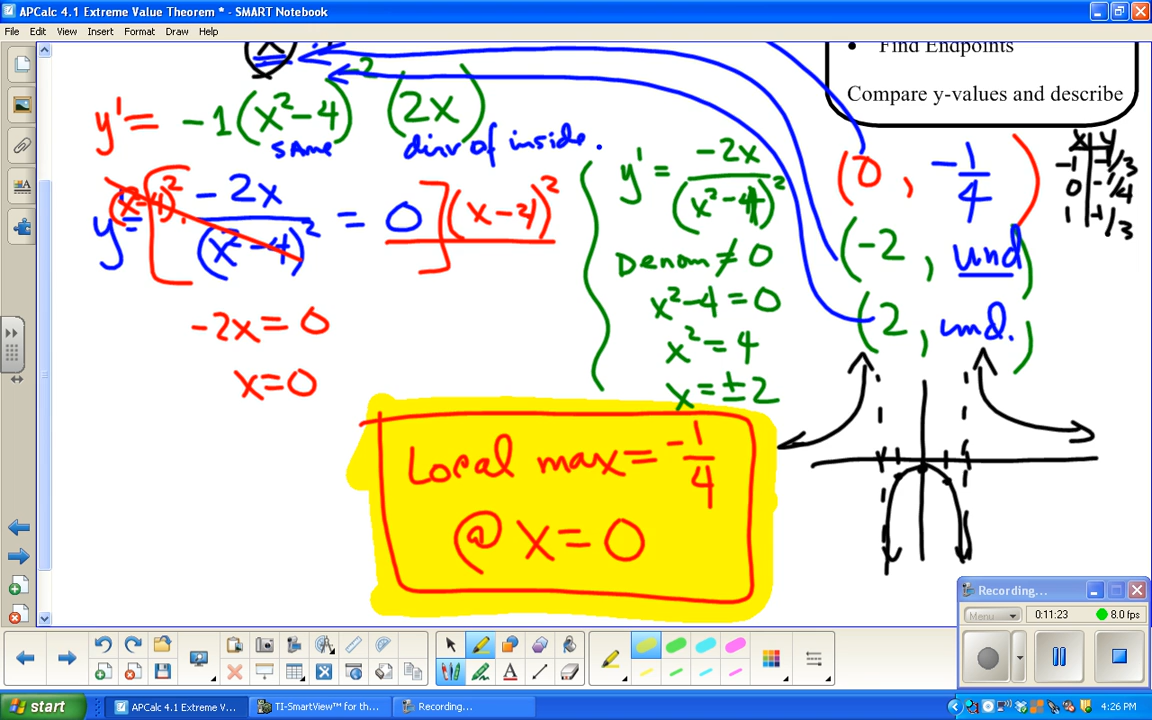 APCalc 4.1 Extreme Value Theorem * - SMART Notebook
File Edit View Insert Format Draw Help
• Find Endpoints
Compare y-values and describe
y' = -1(x²-4)⁻² (2x)
same
diriv of inside.
y' = [(x²-4)² · -2x/(x²-4)² = 0](x-4)²
-2x = 0
x = 0
y' = -2x/(x²-4)²
Denom ≠ 0
x²-4 = 0
x² = 4
x = ±2
(0, -1/4)
(-2, und)
(2, und.)
x y
-1 -1/3
0 -1/4
1 -1/3
Local max = -1/4
@ x = 0
Recording...
Menu
0:11:23
8.0 fps
start
APCalc 4.1 Extreme V...
TI-SmartView™ for th...
Recording...
4:26 PM